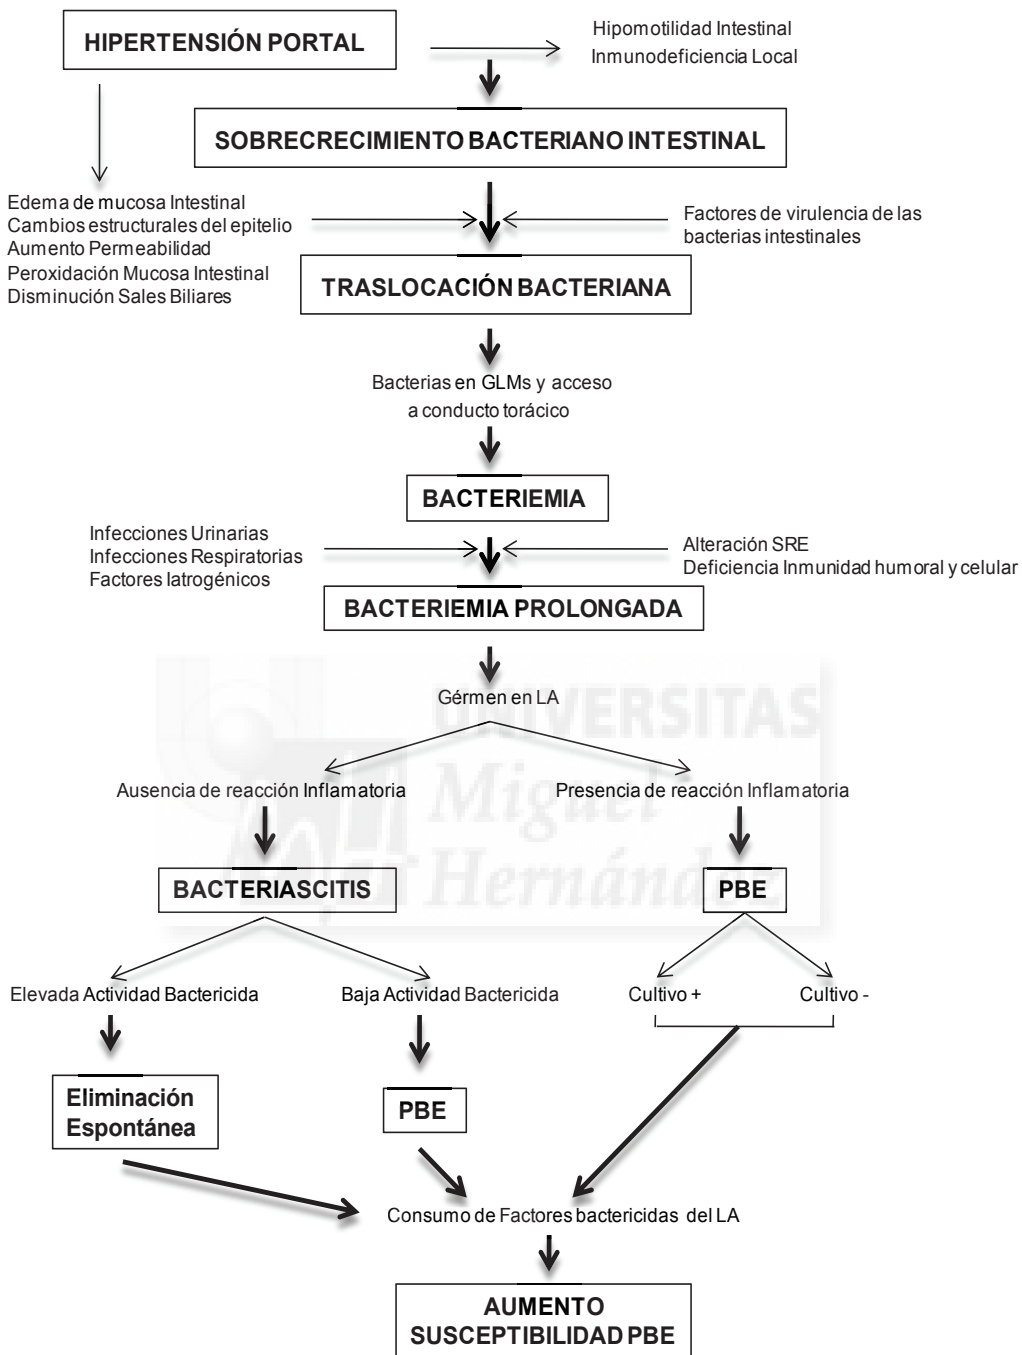 HIPERTENSIÓN PORTAL
Hipomotilidad Intestinal
Inmunodeficiencia Local
SOBRECRECIMIENTO BACTERIANO INTESTINAL
Edema de mucosa Intestinal
Cambios estructurales del epitelio
Aumento Permeabilidad
Peroxidación Mucosa Intestinal
Disminución Sales Biliares
Factores de virulencia de las
bacterias intestinales
TRASLOCACIÓN BACTERIANA
Bacterias en GLMs y acceso
a conducto torácico
BACTERIEMIA
Infecciones Urinarias
Infecciones Respiratorias
Factores Iatrogénicos
Alteración SRE
Deficiencia Inmunidad humoral y celular
BACTERIEMIA PROLONGADA
Gérmen en LA
UNIVERSITAS
Miguel
Hernández
Ausencia de reacción Inflamatoria
Presencia de reacción Inflamatoria
BACTERIASCITIS
PBE
Elevada Actividad Bactericida
Baja Actividad Bactericida
Cultivo +
Cultivo -
Eliminación
Espontánea
PBE
Consumo de Factores bactericidas del LA
AUMENTO
SUSCEPTIBILIDAD PBE